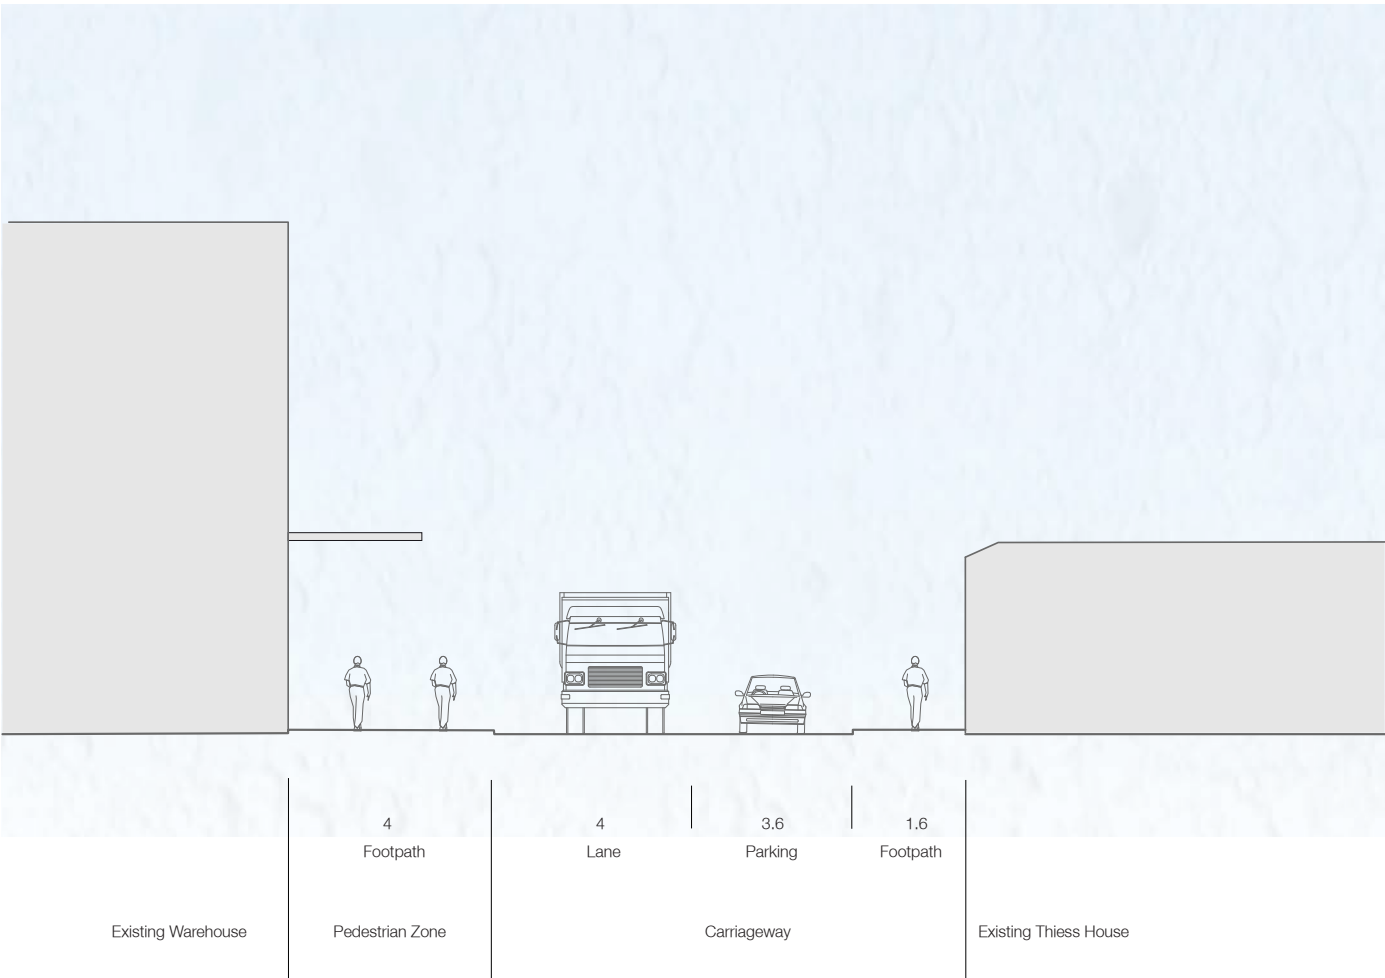 4 4 3.6 1.6
Footpath Lane Parking Footpath
Existing Warehouse Pedestrian Zone Carriageway Existing Thiess House